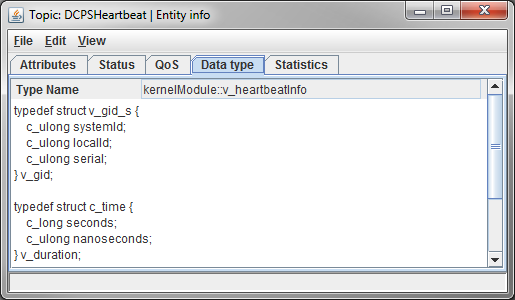 Topic: DCPSHeartbeat | Entity info
File Edit View
Attributes Status QoS Data type Statistics
Type Name kernelModule::v_heartbeatInfo
typedef struct v_gid_s {
c_ulong systemId;
c_ulong localId;
c_ulong serial;
} v_gid;
typedef struct c_time {
c_long seconds;
c_ulong nanoseconds;
} v_duration;